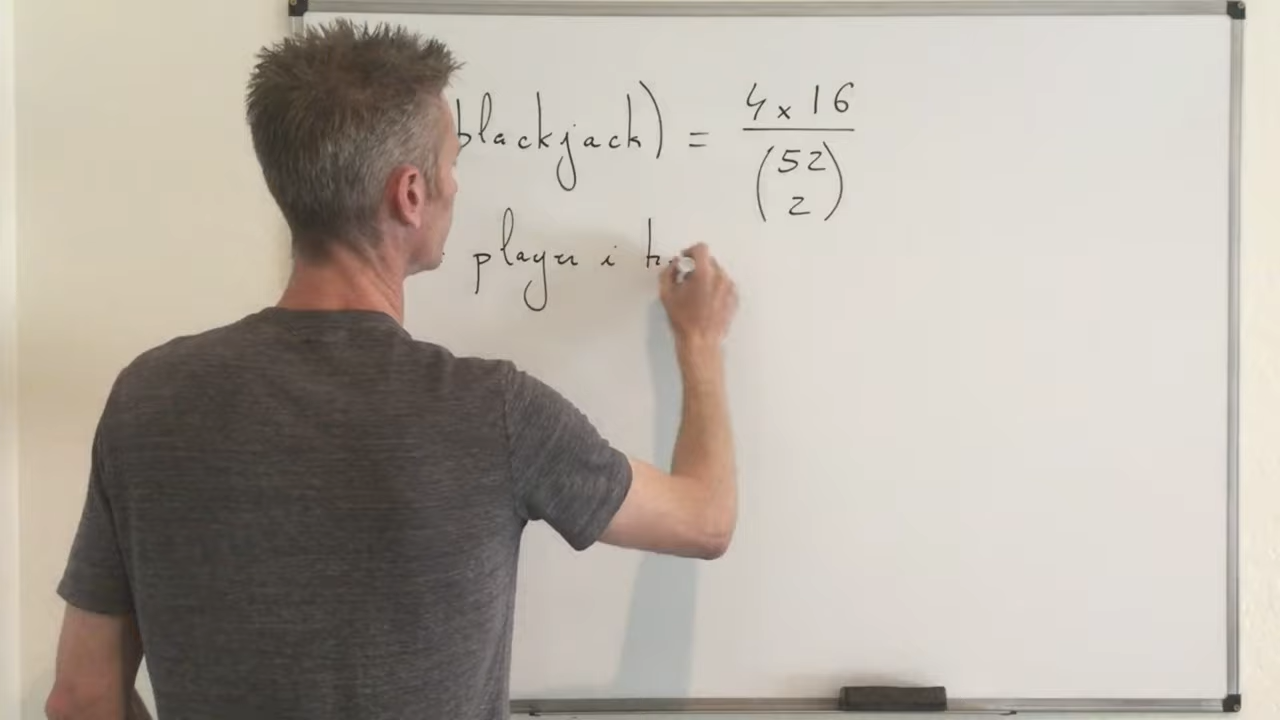 blackjack) = 4 x 16 / (52 2)
player i h